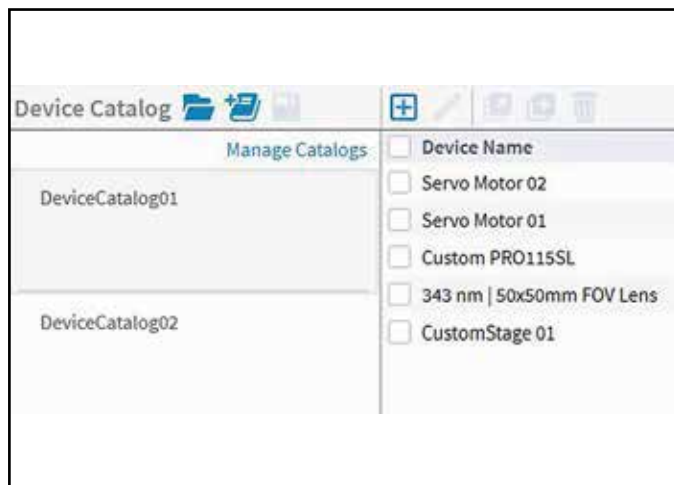 Device Catalog
Manage Catalogs
DeviceCatalog01
DeviceCatalog02
Device Name
Servo Motor 02
Servo Motor 01
Custom PRO115SL
343 nm | 50x50mm FOV Lens
CustomStage 01